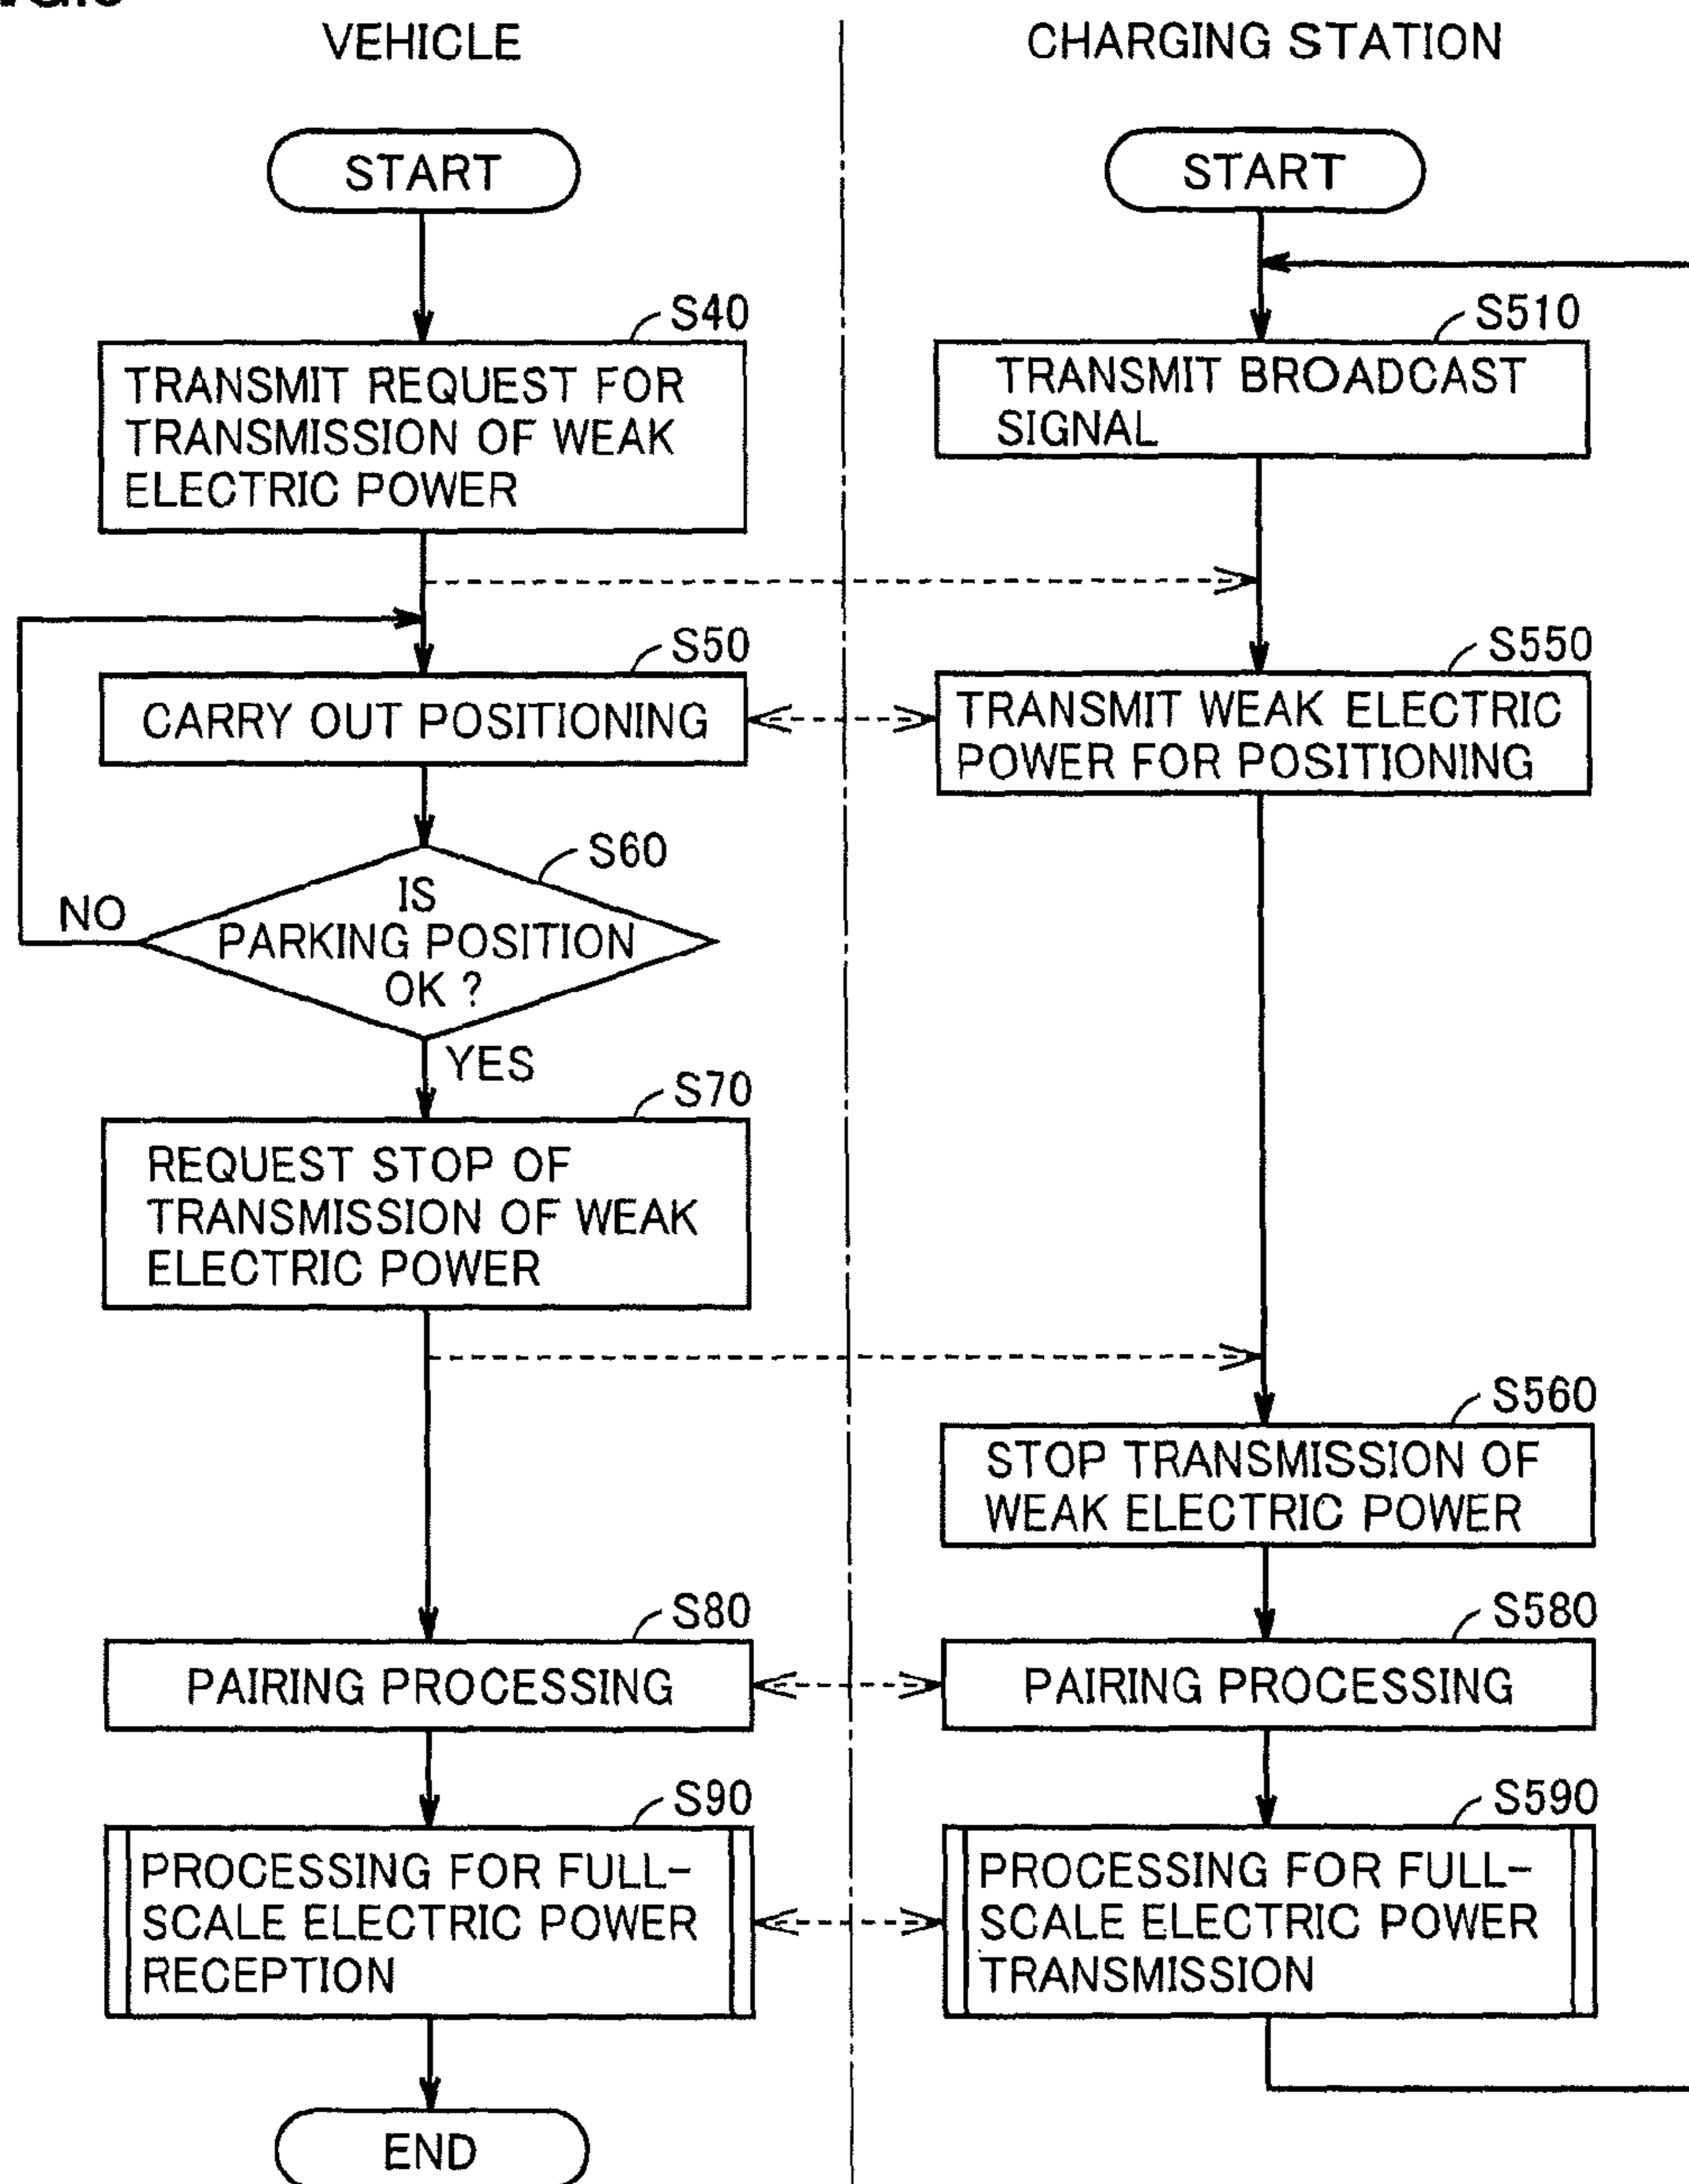 VEHICLE
CHARGING STATION
START
START
S40
TRANSMIT REQUEST FOR
TRANSMISSION OF WEAK
ELECTRIC POWER
S510
TRANSMIT BROADCAST
SIGNAL
S50
CARRY OUT POSITIONING
S550
TRANSMIT WEAK ELECTRIC
POWER FOR POSITIONING
S60
IS
PARKING POSITION
OK ?
NO
YES
S70
REQUEST STOP OF
TRANSMISSION OF WEAK
ELECTRIC POWER
S560
STOP TRANSMISSION OF
WEAK ELECTRIC POWER
S80
PAIRING PROCESSING
S580
PAIRING PROCESSING
S90
PROCESSING FOR FULL-
SCALE ELECTRIC POWER
RECEPTION
S590
PROCESSING FOR FULL-
SCALE ELECTRIC POWER
TRANSMISSION
END